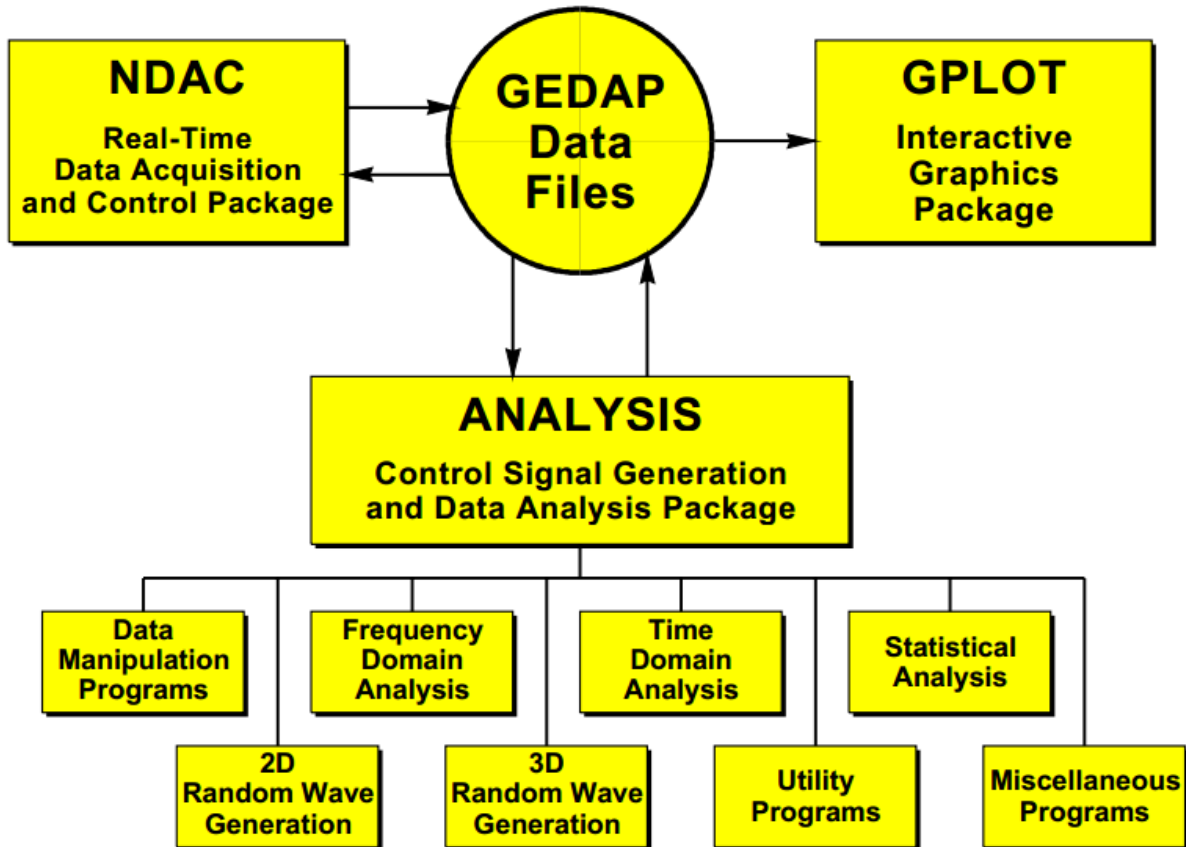 NDAC
Real-Time
Data Acquisition
and Control Package
GEDAP
Data
Files
GPLOT
Interactive
Graphics
Package
ANALYSIS
Control Signal Generation
and Data Analysis Package
Data
Manipulation
Programs
Frequency
Domain
Analysis
Time
Domain
Analysis
Statistical
Analysis
2D
Random Wave
Generation
3D
Random Wave
Generation
Utility
Programs
Miscellaneous
Programs